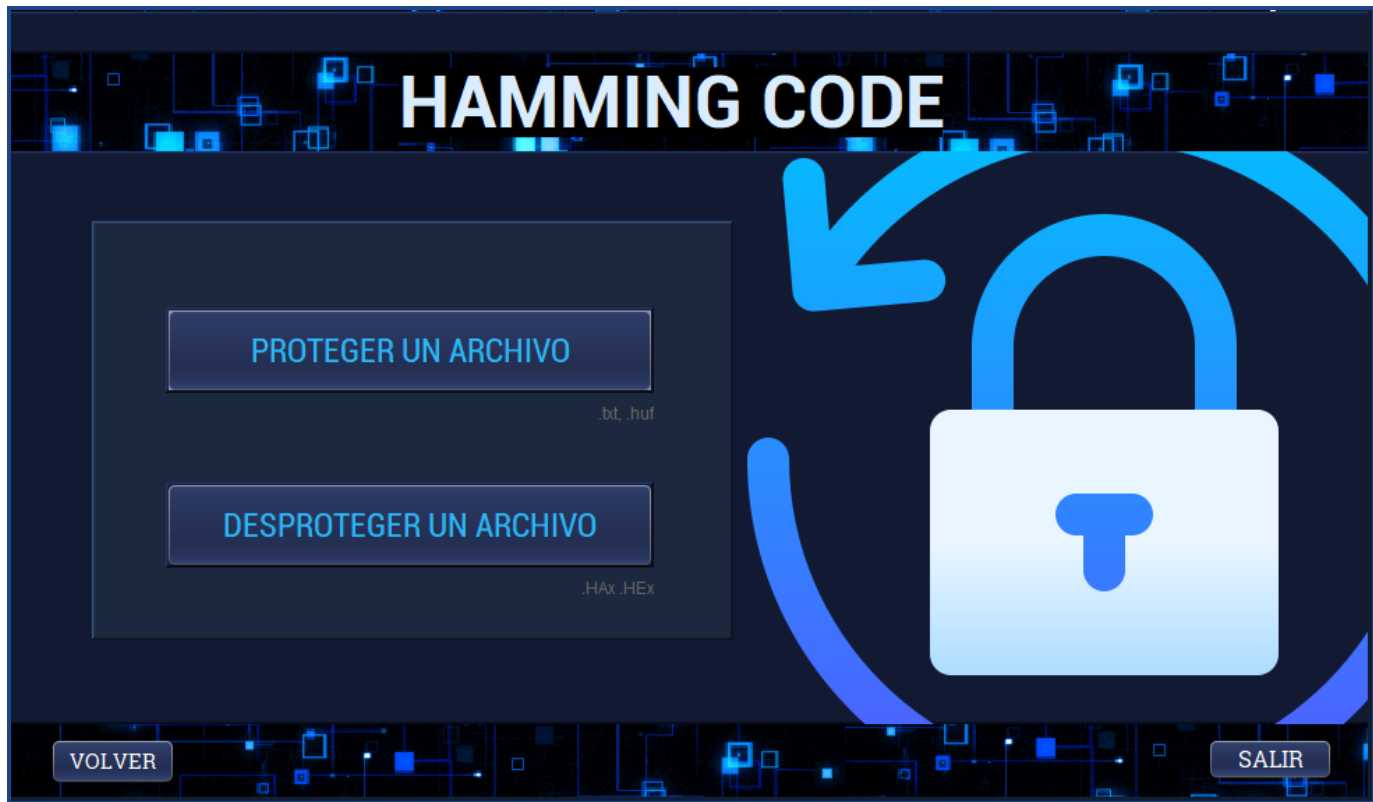 HAMMING CODE
PROTEGER UN ARCHIVO
.txt, .huf
DESPROTEGER UN ARCHIVO
.HAx .HEx
VOLVER
SALIR